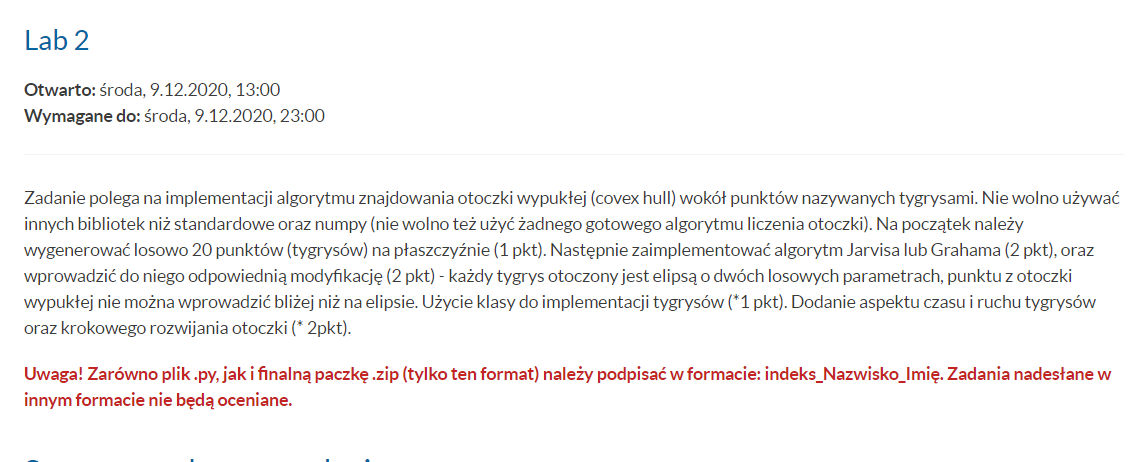 Lab 2
Otwarto: środa, 9.12.2020, 13:00
Wymagane do: środa, 9.12.2020, 23:00
Zadanie polega na implementacji algorytmu znajdowania otoczki wypukłej (covex hull) wokół punktów nazywanych tygrysami. Nie wolno używać
innych bibliotek niż standardowe oraz numpy (nie wolno też użyć żadnego gotowego algorytmu liczenia otoczki). Na początek należy
wygenerować losowo 20 punktów (tygrysów) na płaszczyźnie (1 pkt). Następnie zaimplementować algorytm Jarvisa lub Grahama (2 pkt), oraz
wprowadzić do niego odpowiednią modyfikację (2 pkt) - każdy tygrys otoczony jest elipsą o dwóch losowych parametrach, punktu z otoczki
wypukłej nie można wprowadzić bliżej niż na elipsie. Użycie klasy do implementacji tygrysów (*1 pkt). Dodanie aspektu czasu i ruchu tygrysów
oraz krokowego rozwijania otoczki (* 2pkt).
Uwaga! Zarówno plik .py, jak i finalną paczkę .zip (tylko ten format) należy podpisać w formacie: indeks_Nazwisko_Imię. Zadania nadesłane w
innym formacie nie będą oceniane.